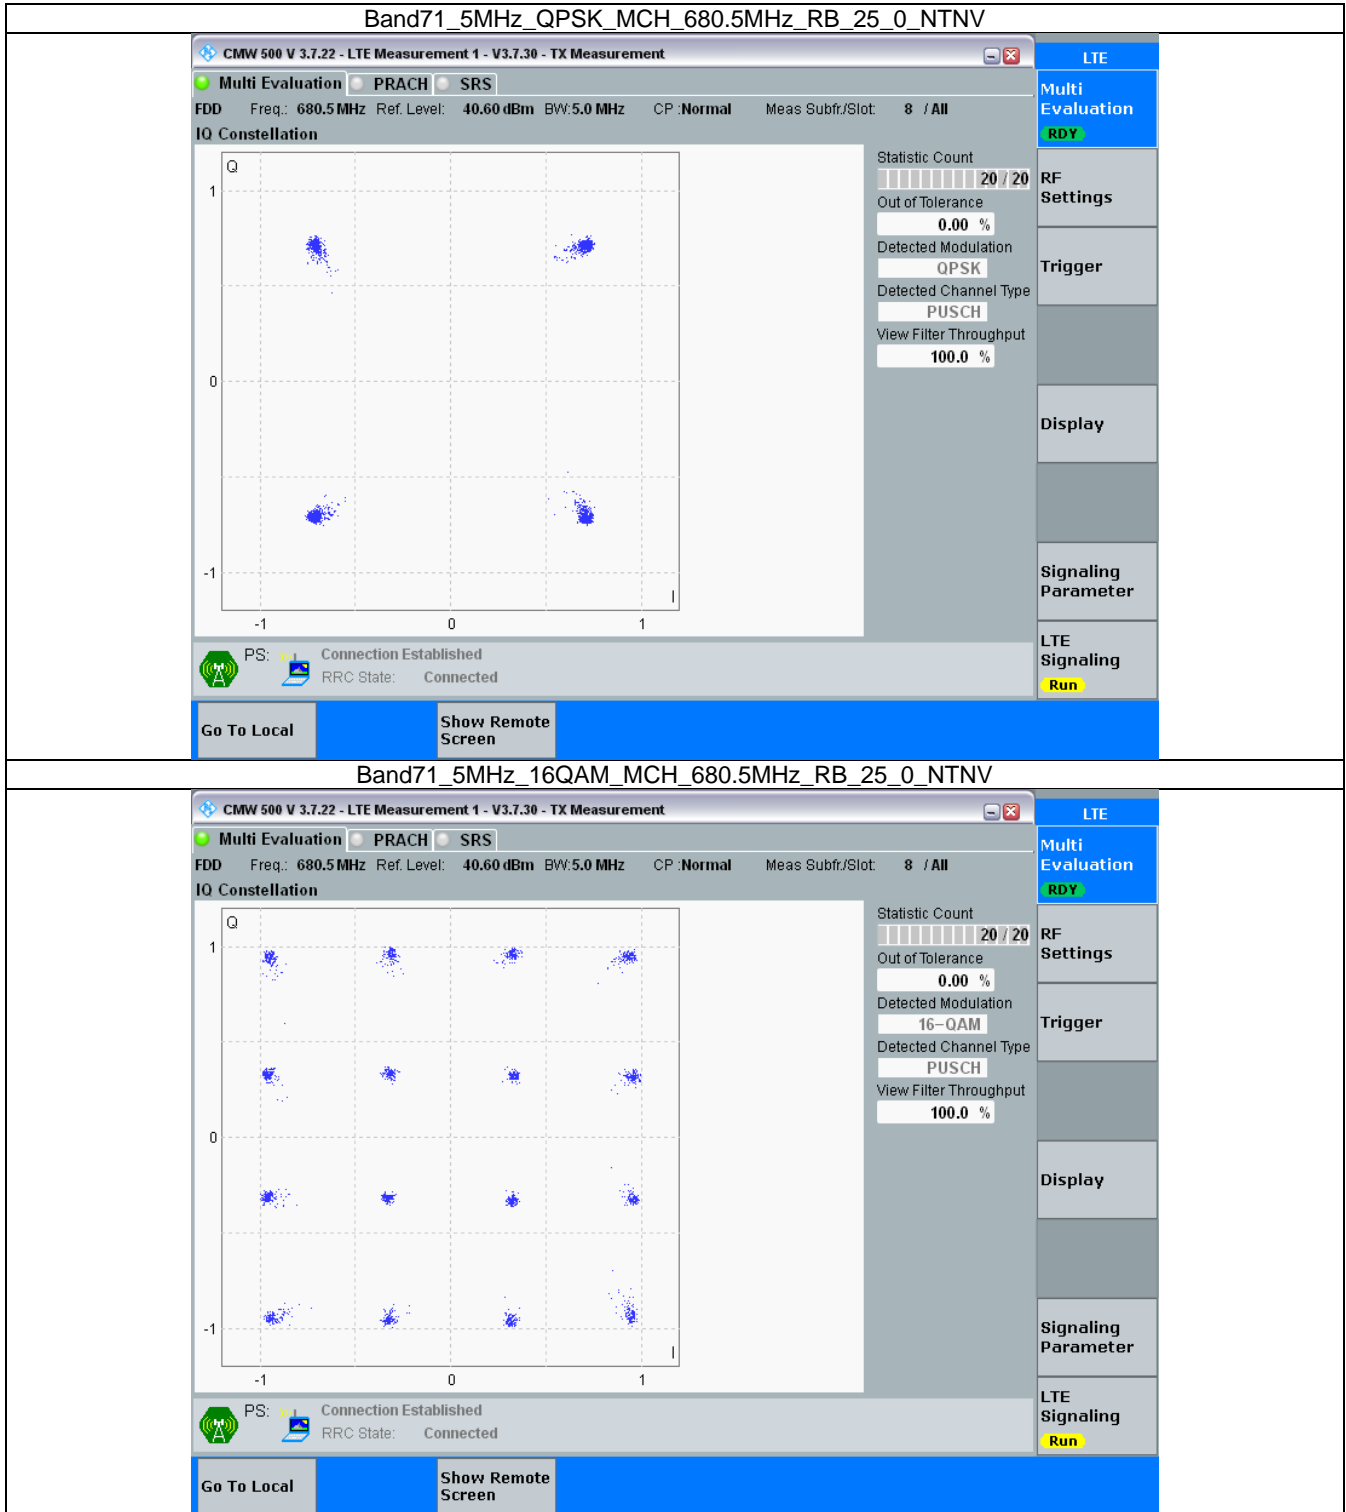 Band71_5MHz_QPSK_MCH_680.5MHz_RB_25_0_NTNV
CMW 500 V 3.7.22 - LTE Measurement 1 - V3.7.30 - TX Measurement
LTE
Multi Evaluation PRACH SRS
Multi
Evaluation
RDY
FDD Freq.: 680.5 MHz Ref. Level: 40.60 dBm BW: 5.0 MHz CP : Normal Meas Subfr./Slot: 8 / All
IQ Constellation
Q
1
0
-1
I
-1 0 1
Statistic Count
20 / 20
Out of Tolerance
0.00 %
Detected Modulation
QPSK
Detected Channel Type
PUSCH
View Filter Throughput
100.0 %
RF
Settings
Trigger
Display
Signaling
Parameter
LTE
Signaling
Run
PS: Connection Established
RRC State: Connected
Go To Local
Show Remote
Screen
Band71_5MHz_16QAM_MCH_680.5MHz_RB_25_0_NTNV
CMW 500 V 3.7.22 - LTE Measurement 1 - V3.7.30 - TX Measurement
LTE
Multi Evaluation PRACH SRS
Multi
Evaluation
RDY
FDD Freq.: 680.5 MHz Ref. Level: 40.60 dBm BW: 5.0 MHz CP : Normal Meas Subfr./Slot: 8 / All
IQ Constellation
Q
1
0
-1
I
-1 0 1
Statistic Count
20 / 20
Out of Tolerance
0.00 %
Detected Modulation
16-QAM
Detected Channel Type
PUSCH
View Filter Throughput
100.0 %
RF
Settings
Trigger
Display
Signaling
Parameter
LTE
Signaling
Run
PS: Connection Established
RRC State: Connected
Go To Local
Show Remote
Screen